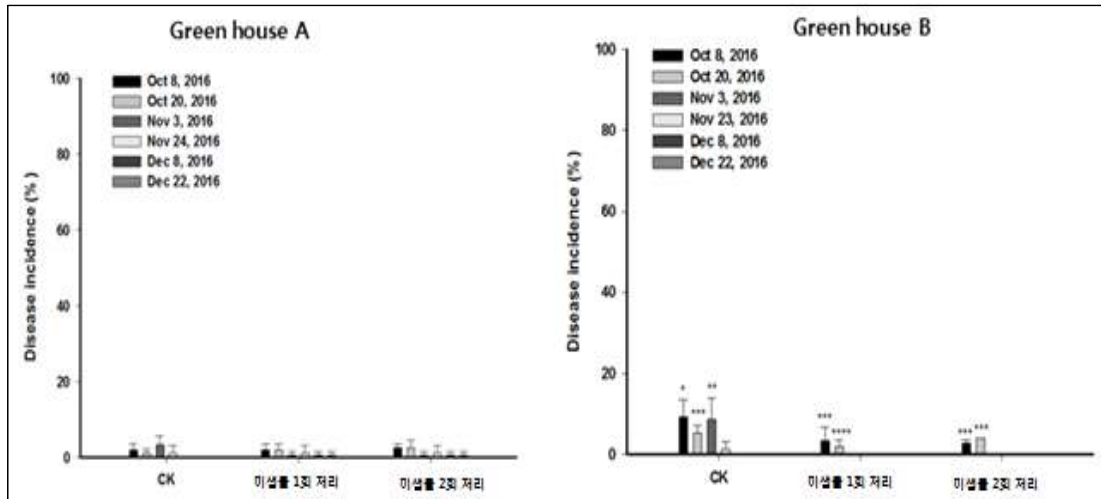 Green house A
Disease incidence (%)
100
80
60
40
20
0
Oct 8, 2016
Oct 20, 2016
Nov 3, 2016
Nov 24, 2016
Dec 8, 2016
Dec 22, 2016
CK
미생물 1회 처리
미생물 2회 처리
Green house B
Disease incidence (%)
100
80
60
40
20
0
Oct 8, 2016
Oct 20, 2016
Nov 3, 2016
Nov 23, 2016
Dec 8, 2016
Dec 22, 2016
* *** **
*** ****
*** ***
CK
미생물 1회 처리
미생물 2회 처리